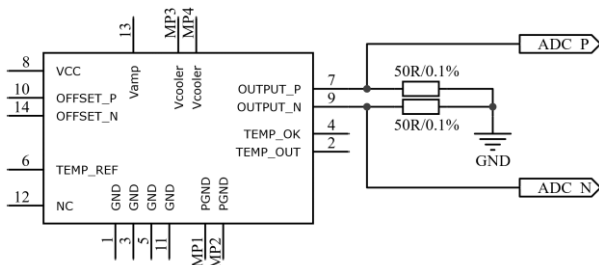 13
MP3
MP4
8
VCC
Vamp
Vcooler
Vcooler
10
OFFSET_P
14
OFFSET_N
6
TEMP_REF
12
NC
GND
GND
GND
GND
PGND
PGND
1
3
5
11
MP1
MP2
OUTPUT_P
7
OUTPUT_N
9
TEMP_OK
4
TEMP_OUT
2
50R/0.1%
50R/0.1%
GND
ADC_P
ADC_N